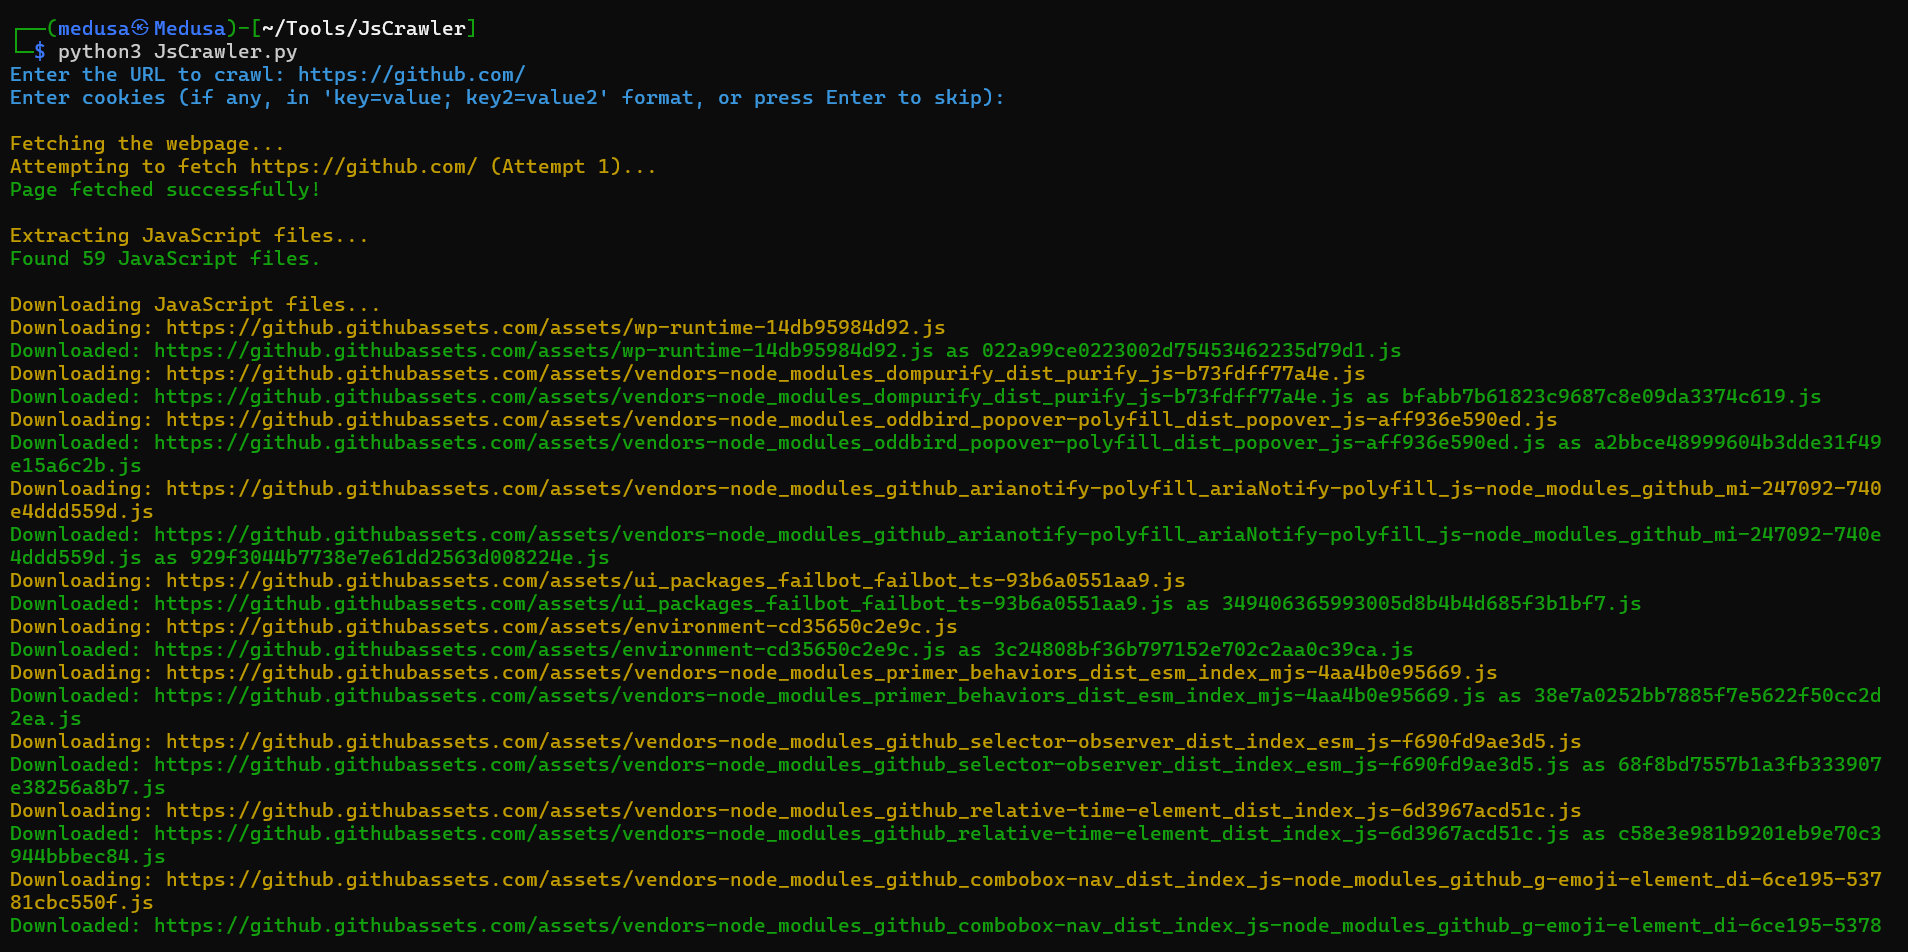 ┌──(medusa㉿Medusa)-[~/Tools/JsCrawler]
└─$ python3 JsCrawler.py
Enter the URL to crawl: https://github.com/
Enter cookies (if any, in 'key=value; key2=value2' format, or press Enter to skip):
Fetching the webpage...
Attempting to fetch https://github.com/ (Attempt 1)...
Page fetched successfully!
Extracting JavaScript files...
Found 59 JavaScript files.
Downloading JavaScript files...
Downloading: https://github.githubassets.com/assets/wp-runtime-14db95984d92.js
Downloaded: https://github.githubassets.com/assets/wp-runtime-14db95984d92.js as 022a99ce0223002d75453462235d79d1.js
Downloading: https://github.githubassets.com/assets/vendors-node_modules_dompurify_dist_purify_js-b73fdff77a4e.js
Downloaded: https://github.githubassets.com/assets/vendors-node_modules_dompurify_dist_purify_js-b73fdff77a4e.js as bfabb7b61823c9687c8e09da3374c619.js
Downloading: https://github.githubassets.com/assets/vendors-node_modules_oddbird_popover-polyfill_dist_popover_js-aff936e590ed.js
Downloaded: https://github.githubassets.com/assets/vendors-node_modules_oddbird_popover-polyfill_dist_popover_js-aff936e590ed.js as a2bbce48999604b3dde31f49
e15a6c2b.js
Downloading: https://github.githubassets.com/assets/vendors-node_modules_github_arianotify-polyfill_ariaNotify-polyfill_js-node_modules_github_mi-247092-740
e4ddd559d.js
Downloaded: https://github.githubassets.com/assets/vendors-node_modules_github_arianotify-polyfill_ariaNotify-polyfill_js-node_modules_github_mi-247092-740e
4ddd559d.js as 929f3044b7738e7e61dd2563d008224e.js
Downloading: https://github.githubassets.com/assets/ui_packages_failbot_failbot_ts-93b6a0551aa9.js
Downloaded: https://github.githubassets.com/assets/ui_packages_failbot_failbot_ts-93b6a0551aa9.js as 349406365993005d8b4b4d685f3b1bf7.js
Downloading: https://github.githubassets.com/assets/environment-cd35650c2e9c.js
Downloaded: https://github.githubassets.com/assets/environment-cd35650c2e9c.js as 3c24808bf36b797152e702c2aa0c39ca.js
Downloading: https://github.githubassets.com/assets/vendors-node_modules_primer_behaviors_dist_esm_index_mjs-4aa4b0e95669.js
Downloaded: https://github.githubassets.com/assets/vendors-node_modules_primer_behaviors_dist_esm_index_mjs-4aa4b0e95669.js as 38e7a0252bb7885f7e5622f50cc2d
2ea.js
Downloading: https://github.githubassets.com/assets/vendors-node_modules_github_selector-observer_dist_index_esm_js-f690fd9ae3d5.js
Downloaded: https://github.githubassets.com/assets/vendors-node_modules_github_selector-observer_dist_index_esm_js-f690fd9ae3d5.js as 68f8bd7557b1a3fb333907
e38256a8b7.js
Downloading: https://github.githubassets.com/assets/vendors-node_modules_github_relative-time-element_dist_index_js-6d3967acd51c.js
Downloaded: https://github.githubassets.com/assets/vendors-node_modules_github_relative-time-element_dist_index_js-6d3967acd51c.js as c58e3e981b9201eb9e70c3
944bbbec84.js
Downloading: https://github.githubassets.com/assets/vendors-node_modules_github_combobox-nav_dist_index_js-node_modules_github_g-emoji-element_di-6ce195-537
81cbc550f.js
Downloaded: https://github.githubassets.com/assets/vendors-node_modules_github_combobox-nav_dist_index_js-node_modules_github_g-emoji-element_di-6ce195-5378